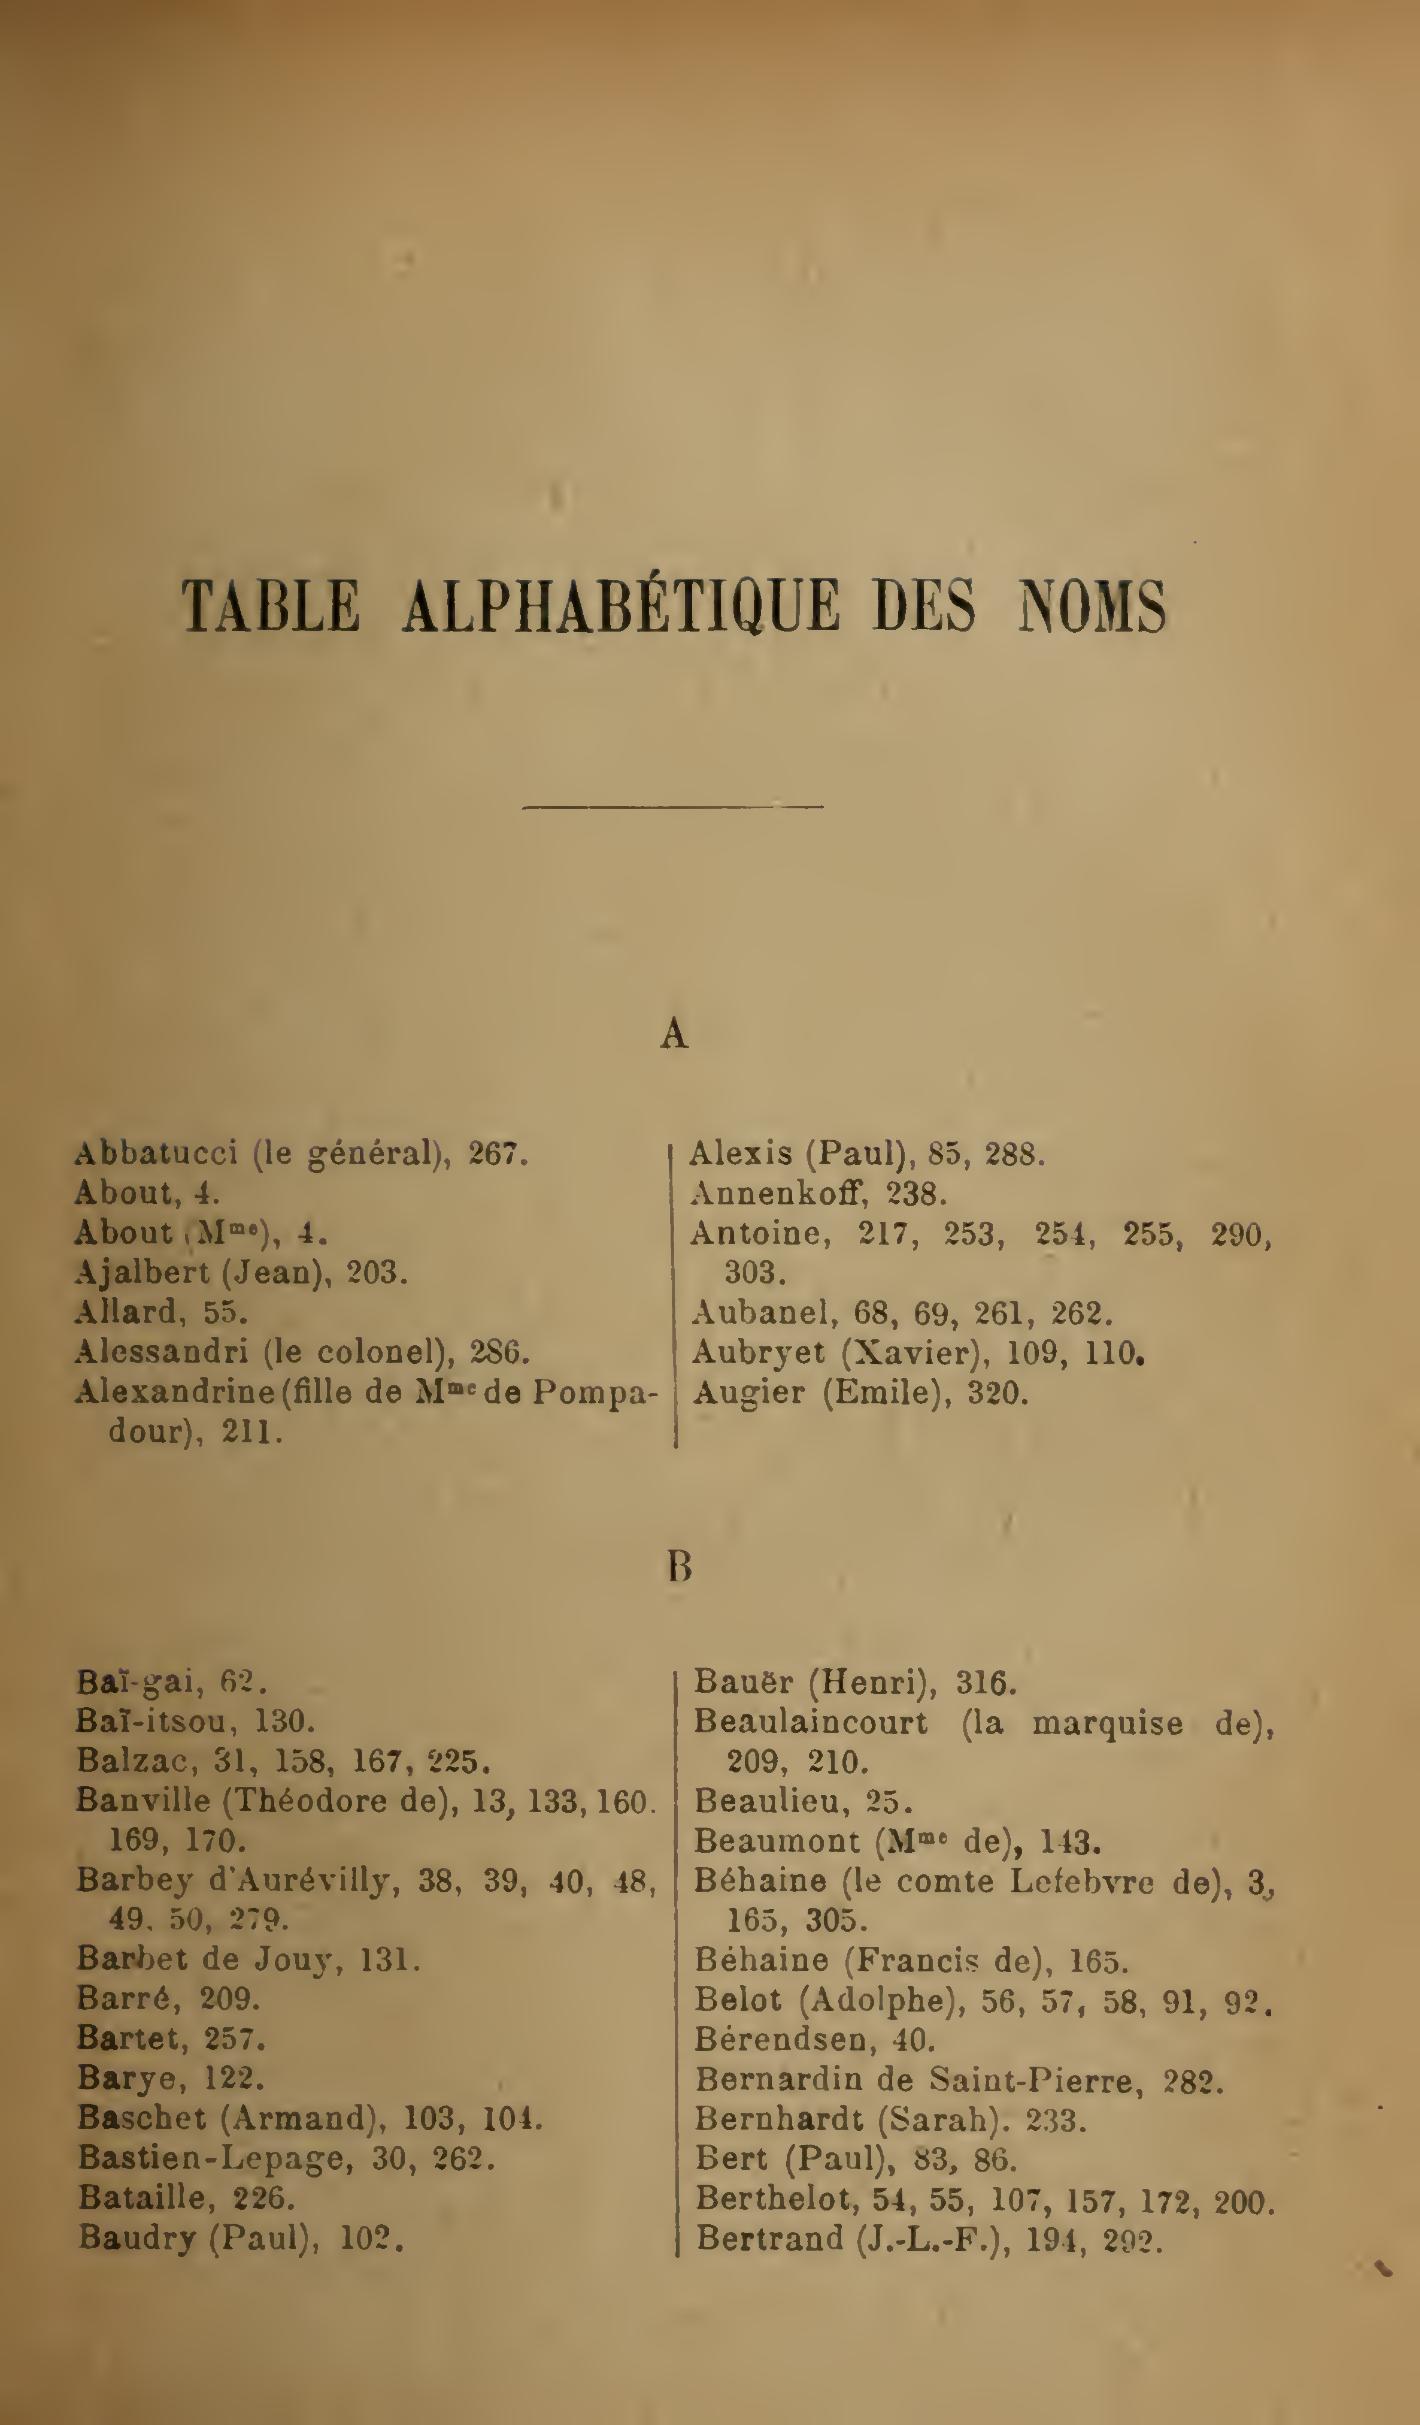 TABLE ALPHABÉTIQUE DES NOMS
A
Abbatucci (le général), 267.
About, 4.
About (Mme), 4.
Ajalbert (Jean), 203.
Allard, 55.
Alessandri (le colonel), 286.
Alexandrine (fille de Mme de Pompa-
dour), 211.
Alexis (Paul), 85, 288.
Annenkoff, 238.
Antoine, 217, 253, 254, 255, 290,
303.
Aubanel, 68, 69, 261, 262.
Aubryet (Xavier), 109, 110.
Augier (Emile), 320.
B
Baï-gai, 62.
Baï-itsou, 130.
Balzac, 31, 158, 167, 225.
Banville (Théodore de), 13, 133, 160.
169, 170.
Barbey d'Aurévilly, 38, 39, 40, 48,
49, 50, 279.
Barbet de Jouy, 131.
Barré, 209.
Bartet, 257.
Barye, 122.
Baschet (Armand), 103, 104.
Bastien-Lepage, 30, 262.
Bataille, 226.
Baudry (Paul), 102.
Bauër (Henri), 316.
Beaulaincourt (la marquise de),
209, 210.
Beaulieu, 25.
Beaumont (Mme de), 143.
Béhaine (le comte Lefebvre de), 3,
165, 305.
Béhaine (Francis de), 165.
Belot (Adolphe), 56, 57, 58, 91, 92.
Bérendsen, 40.
Bernardin de Saint-Pierre, 282.
Bernhardt (Sarah). 233.
Bert (Paul), 83, 86.
Berthelot, 54, 55, 107, 157, 172, 200.
Bertrand (J.-L.-F.), 194, 292.